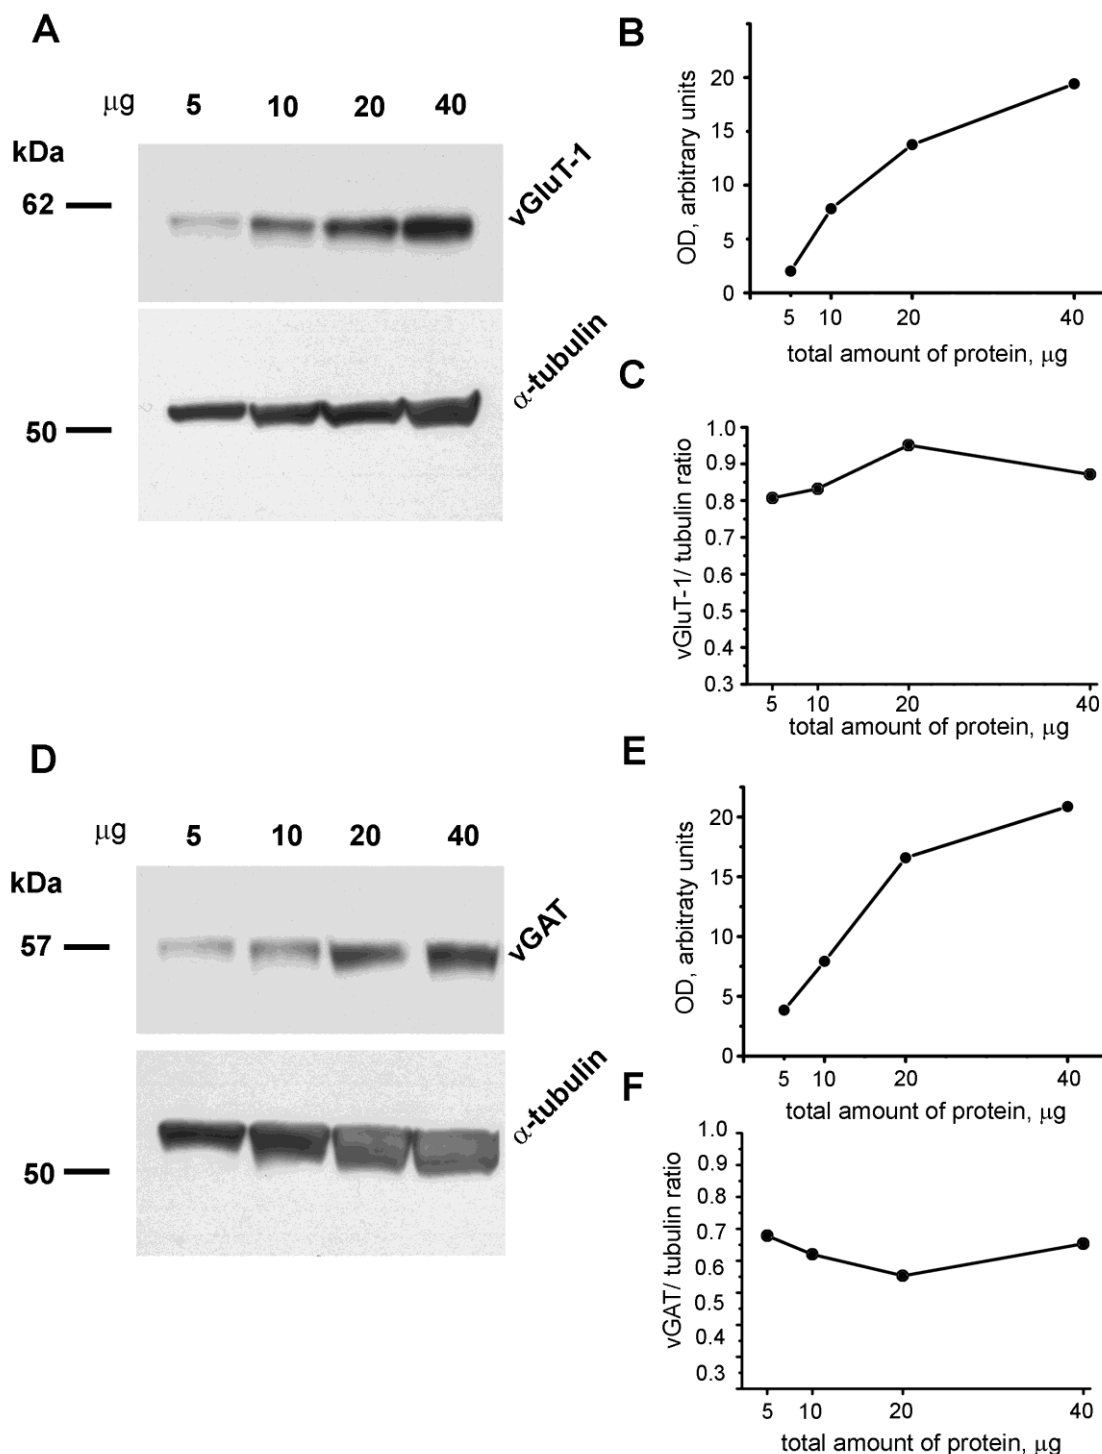 A
μg 5 10 20 40
kDa
62
vGluT-1
α-tubulin
50
B
OD, arbitrary units
20
15
10
5
0
5 10 20 40
total amount of protein, μg
C
vGluT-1/ tubulin ratio
1.0
0.9
0.8
0.7
0.6
0.5
0.4
0.3
5 10 20 40
total amount of protein, μg
D
μg 5 10 20 40
kDa
57
vGAT
α-tubulin
50
E
OD, arbitraty units
20
15
10
5
0
5 10 20 40
total amount of protein, μg
F
vGAT/ tubulin ratio
1.0
0.9
0.8
0.7
0.6
0.5
0.4
0.3
5 10 20 40
total amount of protein, μg